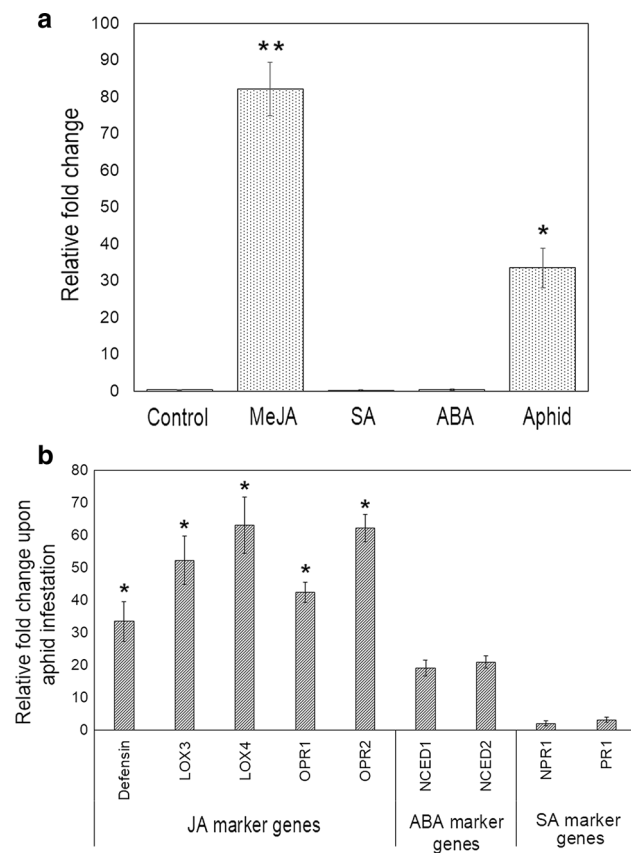 a
Relative fold change
100
90
80
70
60
50
40
30
20
10
0
**
*
Control MeJA SA ABA Aphid
b
Relative fold change upon
aphid infestation
80
70
60
50
40
30
20
10
0
* * * * *
Defensin LOX3 LOX4 OPR1 OPR2 NCED1 NCED2 NPR1 PR1
JA marker genes ABA marker genes SA marker genes